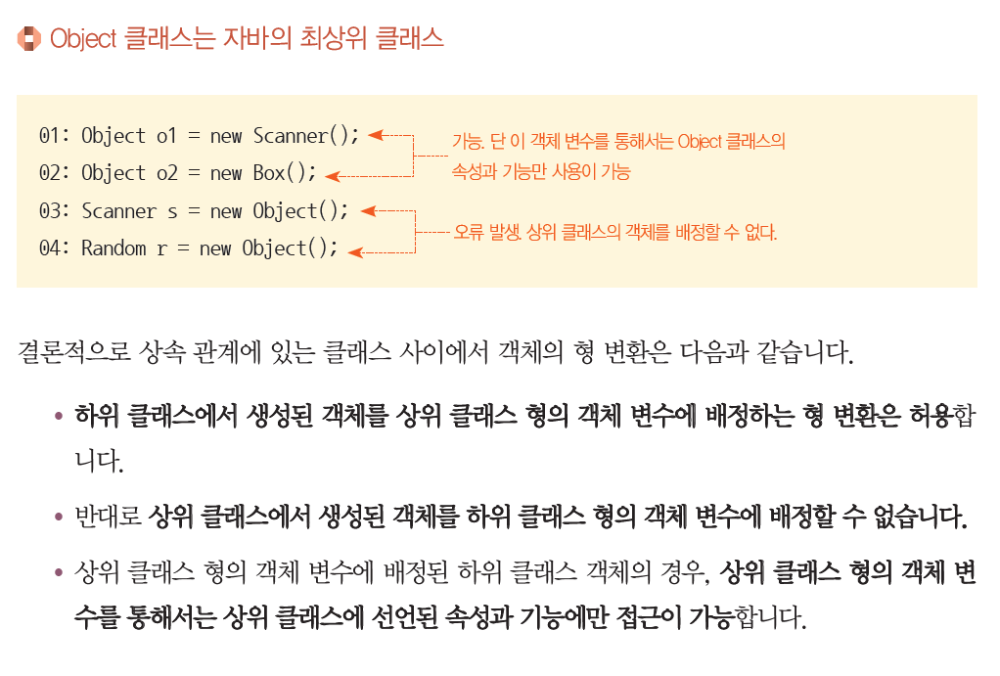 Object 클래스는 자바의 최상위 클래스
01: Object o1 = new Scanner();
02: Object o2 = new Box();
03: Scanner s = new Object();
04: Random r = new Object();
가능. 단 이 객체 변수를 통해서는 Object 클래스의
속성과 기능만 사용이 가능
오류 발생. 상위 클래스의 객체를 배정할 수 없다.
결론적으로 상속 관계에 있는 클래스 사이에서 객체의 형 변환은 다음과 같습니다.
• 하위 클래스에서 생성된 객체를 상위 클래스 형의 객체 변수에 배정하는 형 변환은 허용합
니다.
• 반대로 상위 클래스에서 생성된 객체를 하위 클래스 형의 객체 변수에 배정할 수 없습니다.
• 상위 클래스 형의 객체 변수에 배정된 하위 클래스 객체의 경우, 상위 클래스 형의 객체 변
수를 통해서는 상위 클래스에 선언된 속성과 기능에만 접근이 가능합니다.